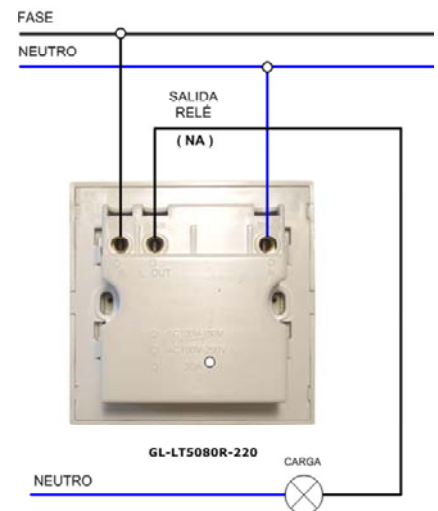 FASE
NEUTRO
SALIDA
RELÉ
( NA )
L OUT
GL-LT5080R-220
CARGA
NEUTRO